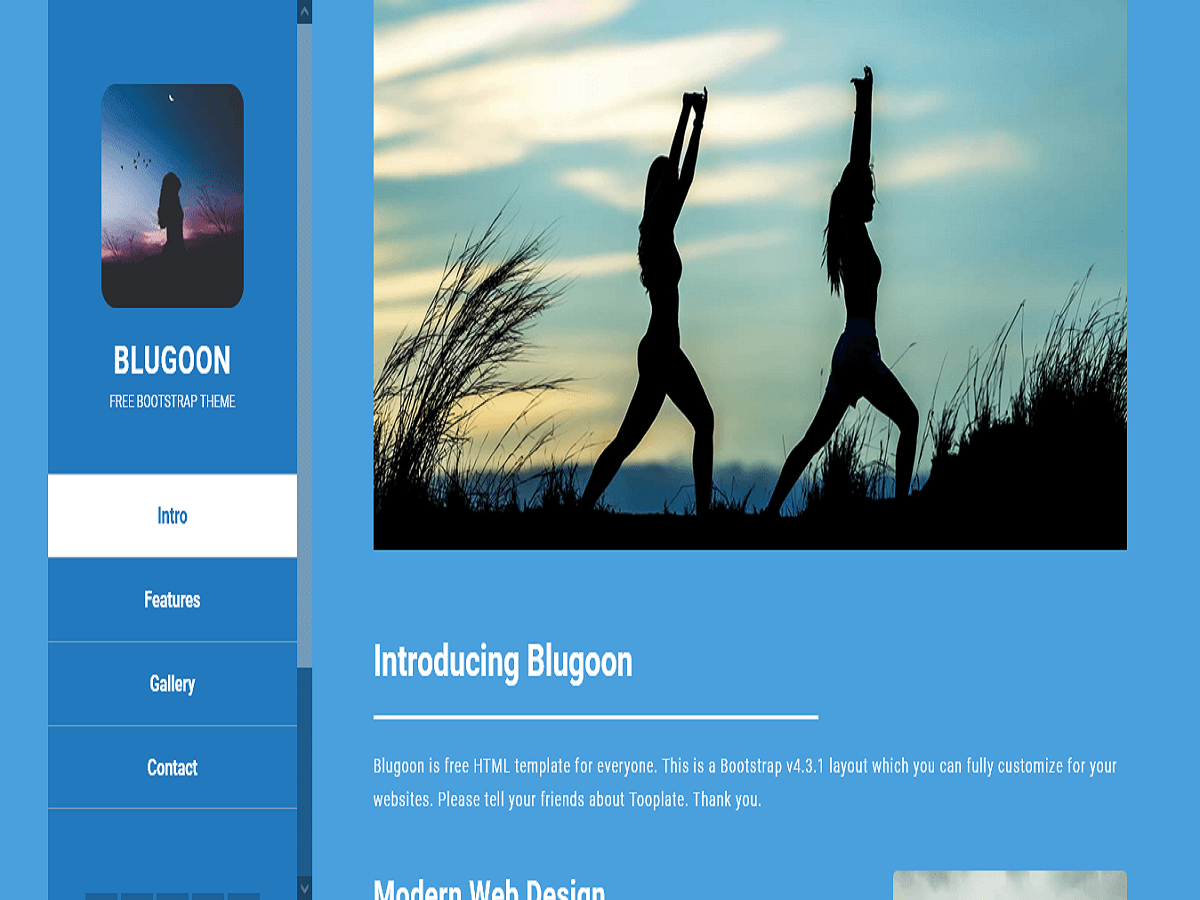 BLUGOON
FREE BOOTSTRAP THEME
Intro
Features
Gallery
Contact
Introducing Blugoon
Blugoon is free HTML template for everyone. This is a Bootstrap v4.3.1 layout which you can fully customize for your
websites. Please tell your friends about Tooplate. Thank you.
Modern Web Design